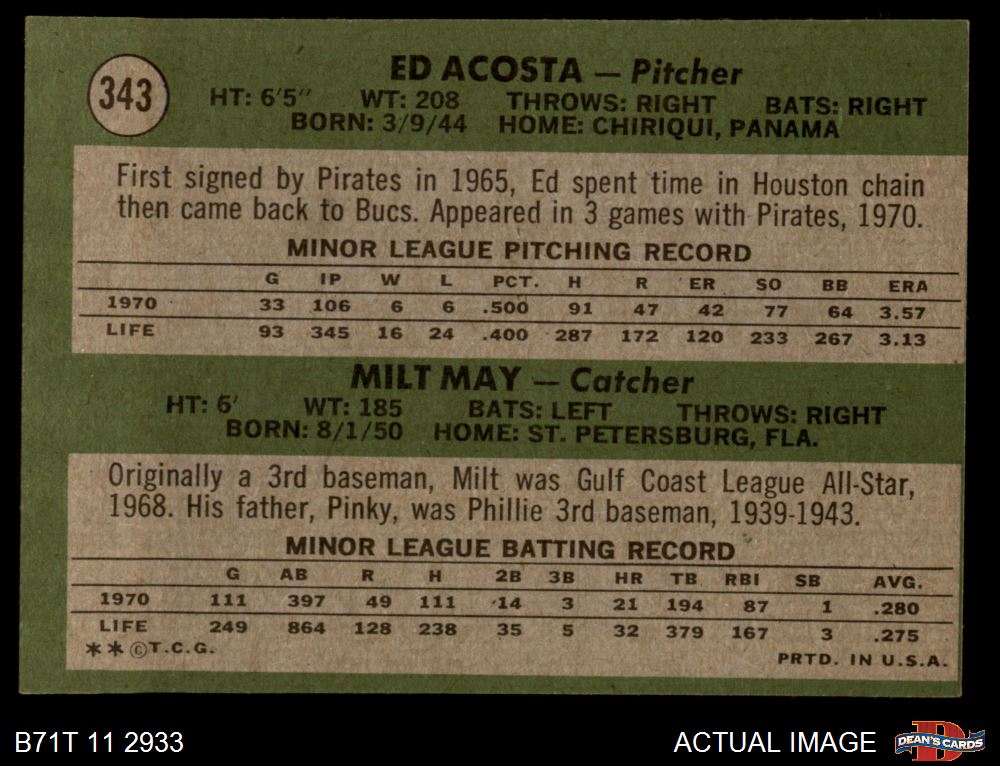 343
ED ACOSTA — Pitcher
HT: 6'5" WT: 208 THROWS: RIGHT BATS: RIGHT
BORN: 3/9/44 HOME: CHIRIQUI, PANAMA
First signed by Pirates in 1965, Ed spent time in Houston chain
then came back to Bucs. Appeared in 3 games with Pirates, 1970.
MINOR LEAGUE PITCHING RECORD
G IP W L PCT. H R ER SO BB ERA
1970 33 106 6 6 .500 91 47 42 77 64 3.57
LIFE 93 345 16 24 .400 287 172 120 233 267 3.13
MILT MAY — Catcher
HT: 6' WT: 185 BATS: LEFT THROWS: RIGHT
BORN: 8/1/50 HOME: ST. PETERSBURG, FLA.
Originally a 3rd baseman, Milt was Gulf Coast League All-Star,
1968. His father, Pinky, was Phillie 3rd baseman, 1939-1943.
MINOR LEAGUE BATTING RECORD
G AB R H 2B 3B HR TB RBI SB AVG.
1970 111 397 49 111 14 3 21 194 87 1 .280
LIFE 249 864 128 238 35 5 32 379 167 3 .275
**©T.C.G. PRTD. IN U.S.A.
B71T 11 2933 ACTUAL IMAGE DEAN'S CARDS